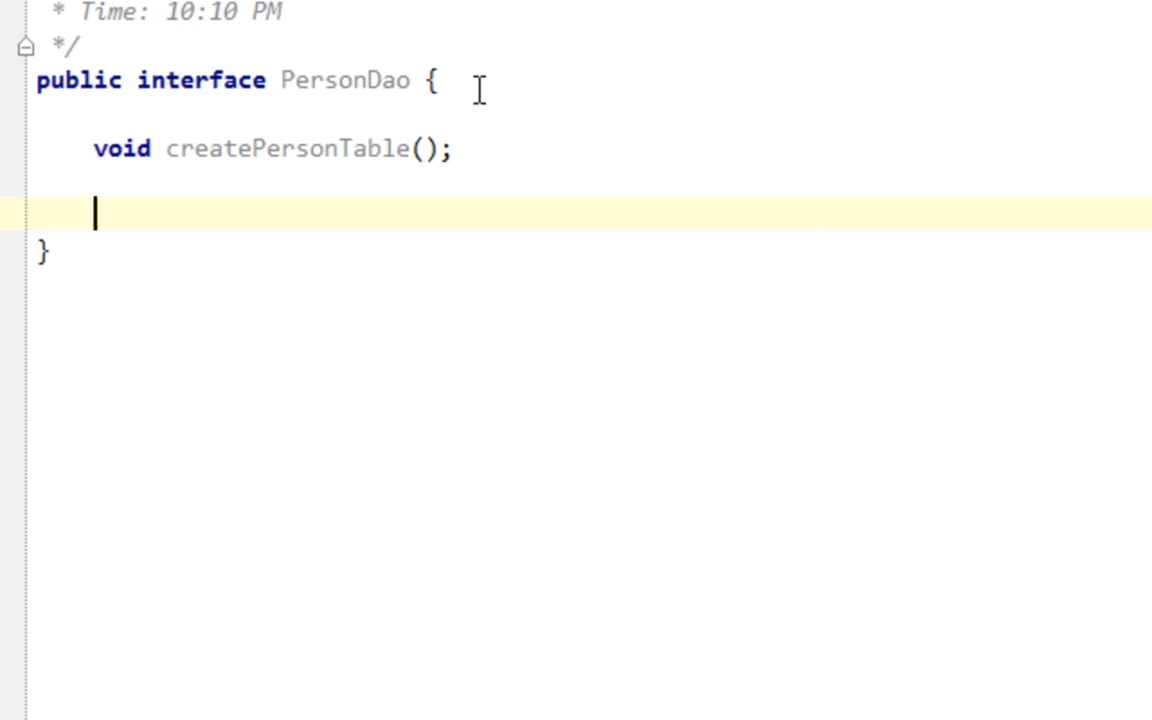 * Time: 10:10 PM
*/
public interface PersonDao {
void createPersonTable();
}